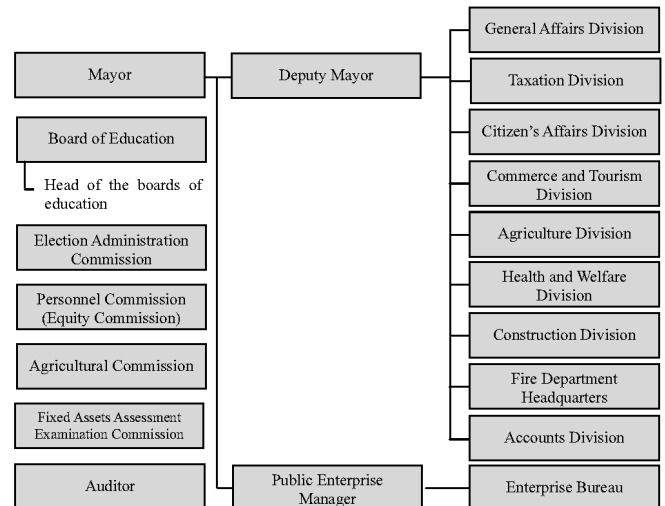 Mayor
Board of Education
Head of the boards of
education
Election Administration
Commission
Personnel Commission
(Equity Commission)
Agricultural Commission
Fixed Assets Assessment
Examination Commission
Auditor
Deputy Mayor
Public Enterprise
Manager
General Affairs Division
Taxation Division
Citizen's Affairs Division
Commerce and Tourism
Division
Agriculture Division
Health and Welfare
Division
Construction Division
Fire Department
Headquarters
Accounts Division
Enterprise Bureau